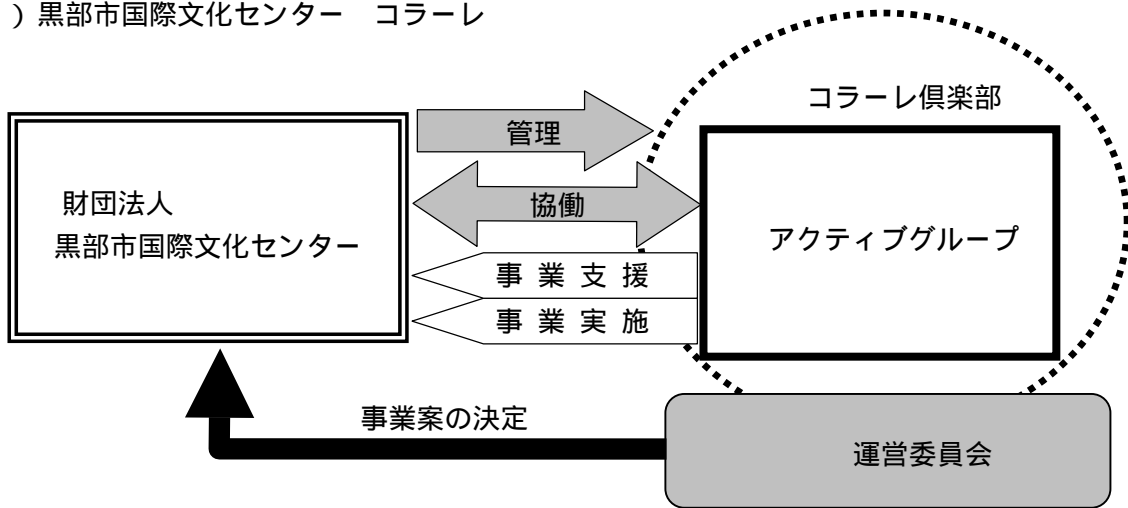 ）黒部市国際文化センター　コラーレ
コラーレ倶楽部
管理
財団法人
黒部市国際文化センター
協働
アクティブグループ
事 業 支 援
事 業 実 施
事業案の決定
運営委員会